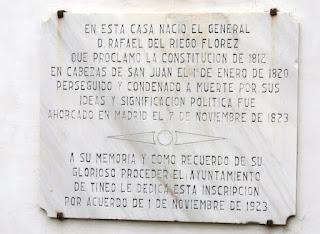 EN ESTA CASA NACIO EL GENERAL
D. RAFAEL DEL RIEGO FLOREZ
QUE PROCLAMO LA CONSTITUCION DE 1812
EN CABEZAS DE SAN JUAN EL 1º DE ENERO DE 1820
PERSEGUIDO Y CONDENADO A MUERTE POR SUS
IDEAS Y SIGNIFICACION POLITICA FUE
AHORCADO EN MADRID EL 7 DE NOVIEMBRE DE 1823
A SU MEMORIA Y COMO RECUERDO DE SU
GLORIOSO PROCEDER EL AYUNTAMIENTO
DE TINEO LE DEDICA ESTA INSCRIPCION
POR ACUERDO DE 1 DE NOVIEMBRE DE 1923